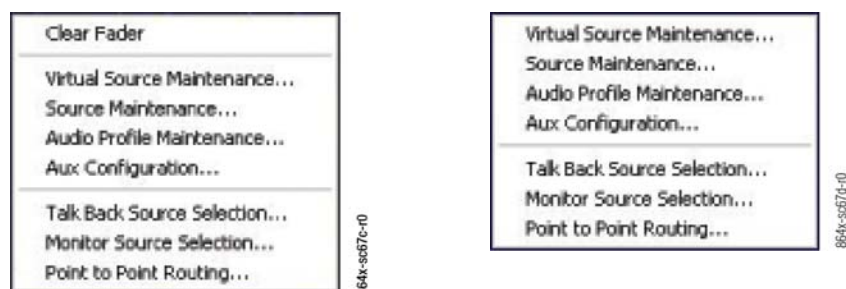 Clear Fader
Virtual Source Maintenance...
Source Maintenance...
Audio Profile Maintenance...
Aux Configuration...
Talk Back Source Selection...
Monitor Source Selection...
Point to Point Routing...
64x-sc67c-r0
Virtual Source Maintenance...
Source Maintenance...
Audio Profile Maintenance...
Aux Configuration...
Talk Back Source Selection...
Monitor Source Selection...
Point to Point Routing...
864x-sc67d-r0